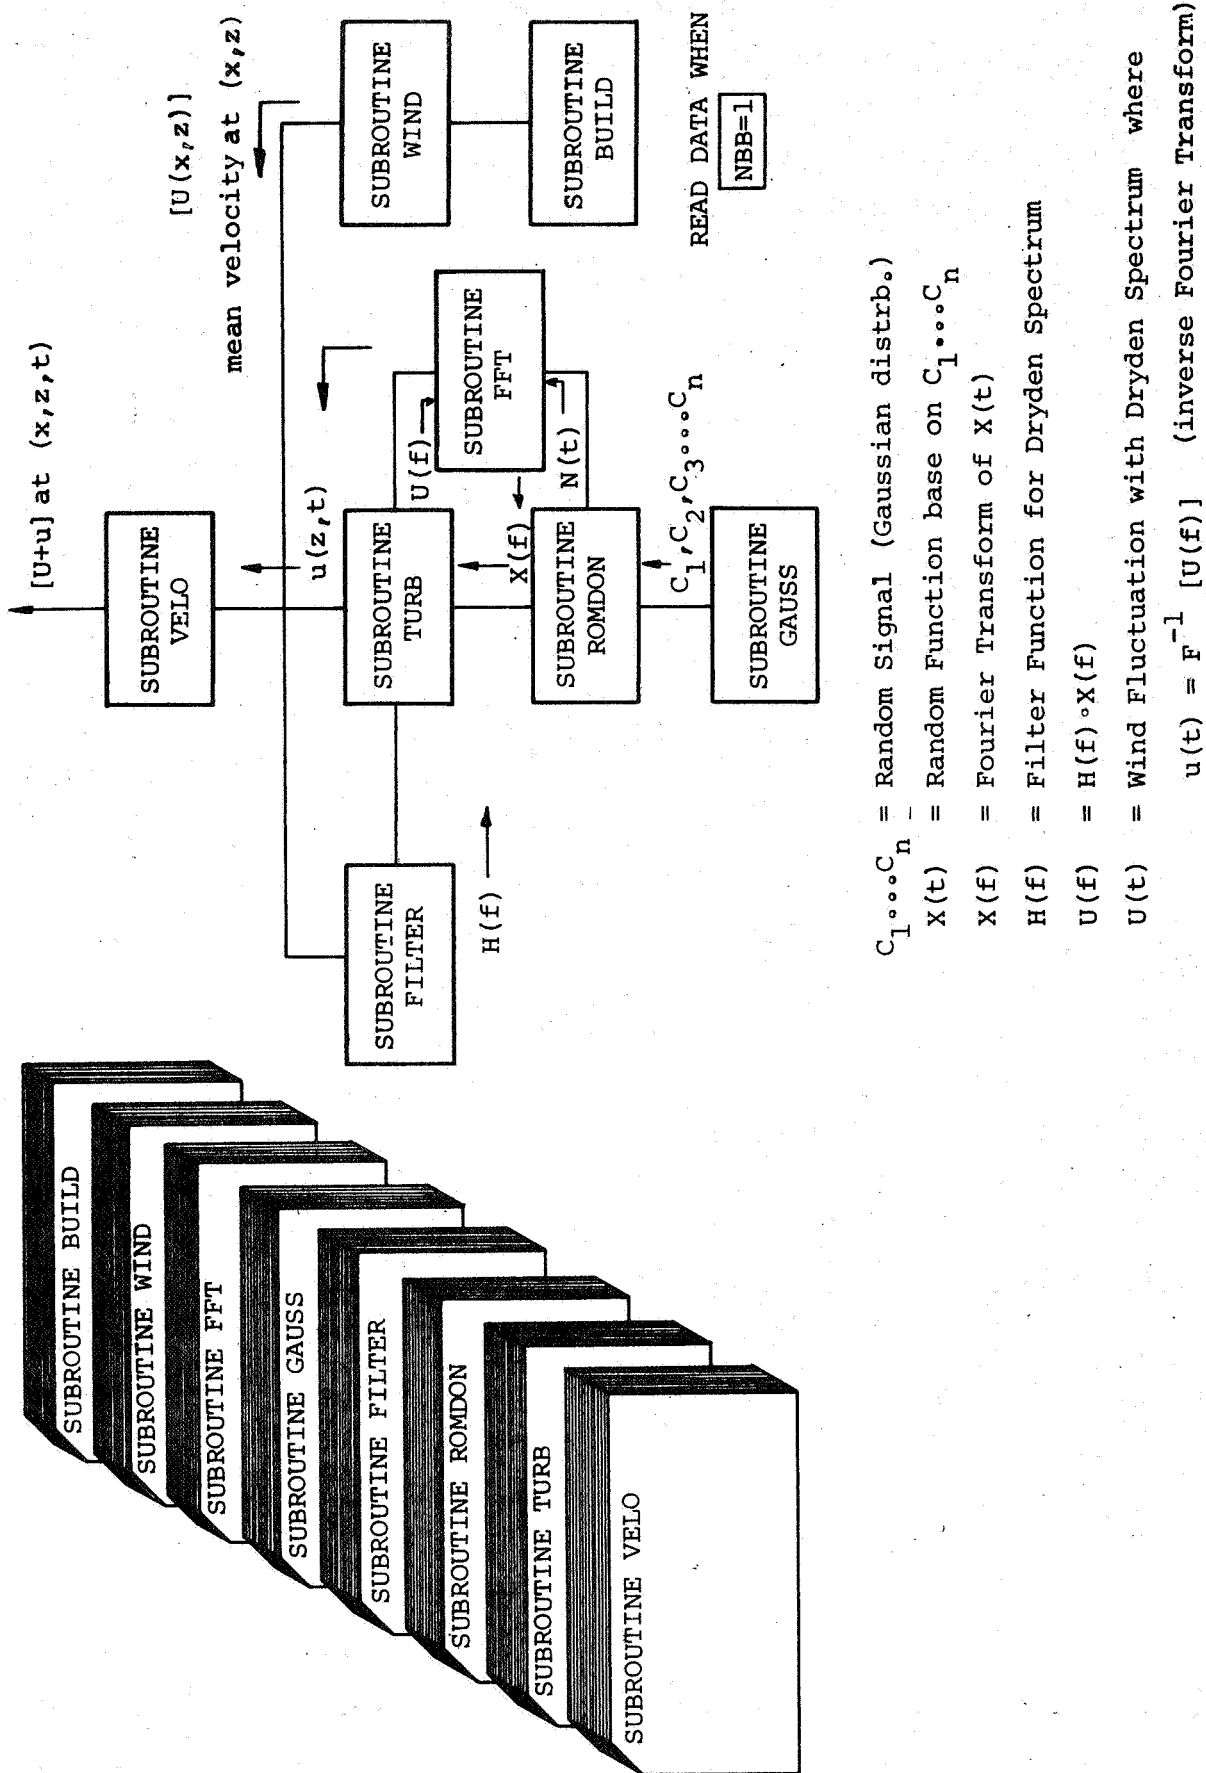 SUBROUTINE BUILD
SUBROUTINE WIND
SUBROUTINE FFT
SUBROUTINE GAUSS
SUBROUTINE FILTER
SUBROUTINE ROMDON
SUBROUTINE TURB
SUBROUTINE VELO
[U+u] at (x,z,t)
SUBROUTINE
VELO
[U(x,z)]
mean velocity at (x,z)
u(z,t)
SUBROUTINE
FILTER
H(f)
SUBROUTINE
TURB
U(f)
SUBROUTINE
FFT
SUBROUTINE
WIND
X(f)
N(t)
SUBROUTINE
ROMDON
SUBROUTINE
BUILD
C1,C2,C3∘∘∘Cn
SUBROUTINE
GAUSS
READ DATA WHEN
NBB=1
C1∘∘∘Cn = Random Signal (Gaussian distrb.)
X(t) = Random Function base on C1∘∘∘Cn
X(f) = Fourier Transform of X(t)
H(f) = Filter Function for Dryden Spectrum
U(f) = H(f)∘X(f)
U(t) = Wind Fluctuation with Dryden Spectrum where
u(t) = F-1 [U(f)] (inverse Fourier Transform)